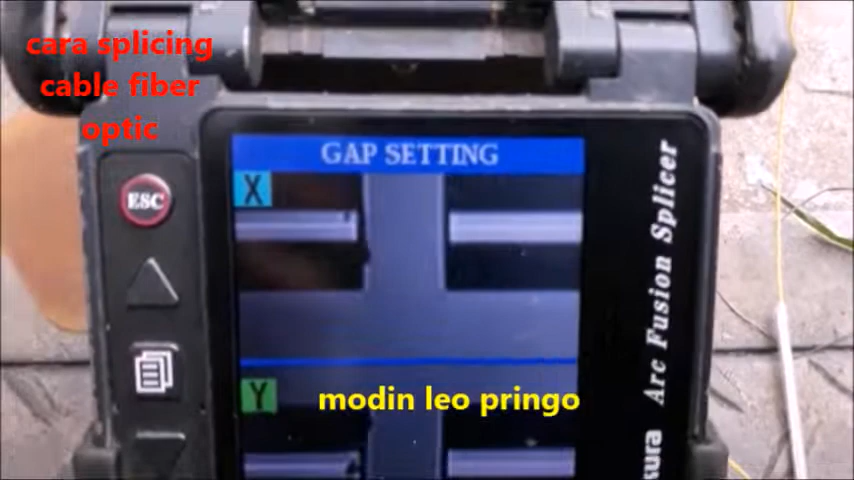 cara splicing
cable fiber
optic
GAP SETTING
X
ESC
Y
modin leo pringo
Arc Fusion Splicer